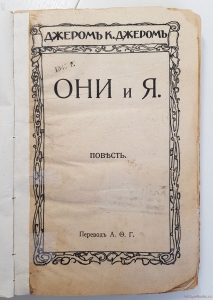 ДЖЕРОМЪ К. ДЖЕРОМЪ
ОНИ и Я.
ПОВѢСТЬ.
Переводъ А. Ѳ. Г.